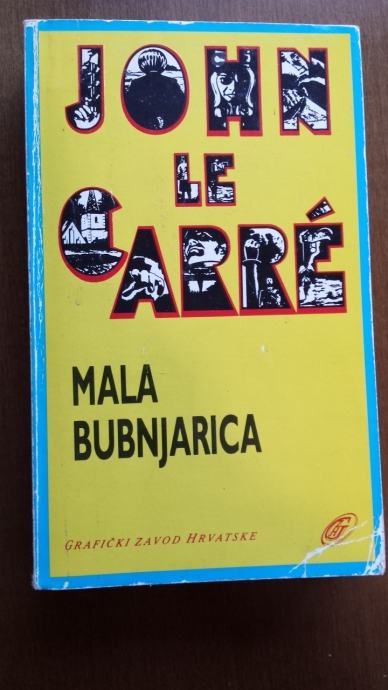 JOHN
LE
CARRÉ
MALA
BUBNJARICA
GRAFIČKI ZAVOD HRVATSKE